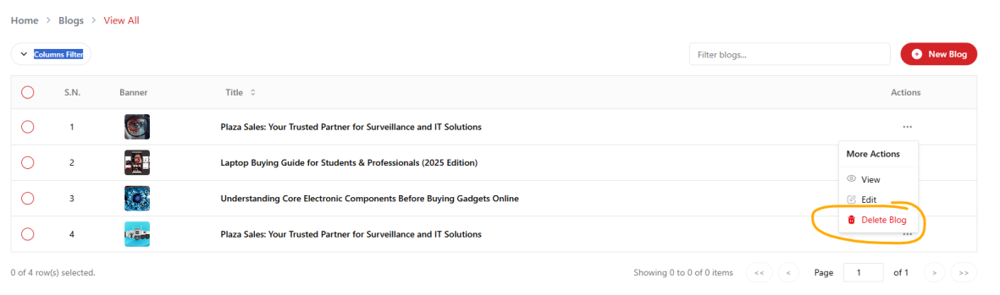 Home > Blogs > View All
Columns Filter
Filter blogs...
New Blog
S.N. Banner Title Actions
1 Plaza Sales: Your Trusted Partner for Surveillance and IT Solutions ...
More Actions
2 Laptop Buying Guide for Students & Professionals (2025 Edition)
View
3 Understanding Core Electronic Components Before Buying Gadgets Online
Edit
Delete Blog
4 Plaza Sales: Your Trusted Partner for Surveillance and IT Solutions ...
0 of 4 row(s) selected.
Showing 0 to 0 of 0 items << < Page 1 of 1 > >>